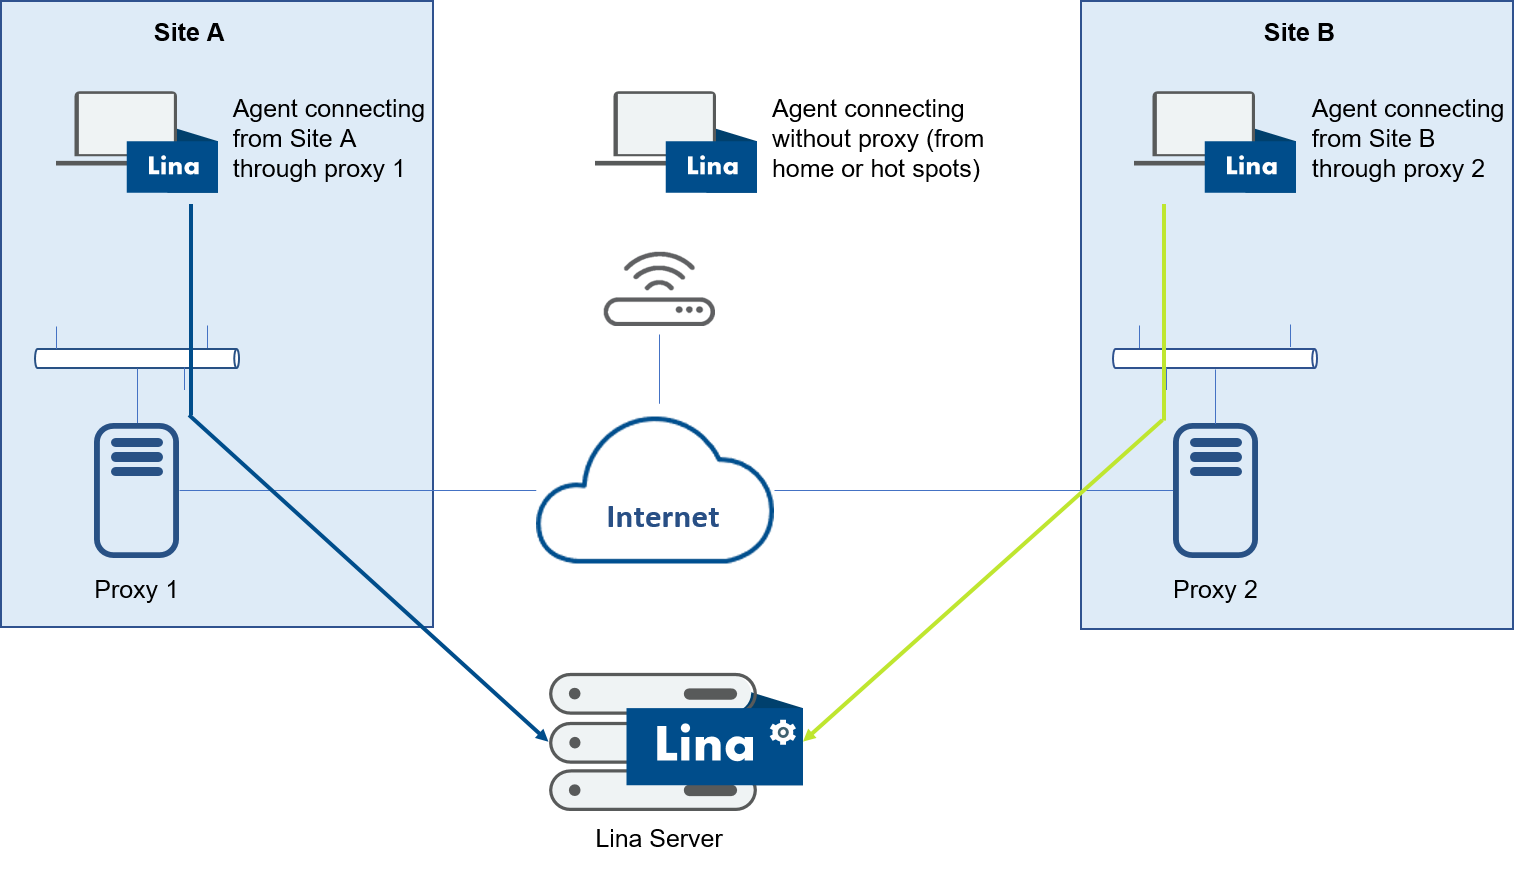 Site A
Lina
Agent connecting
from Site A
through proxy 1
Proxy 1
Lina
Agent connecting
without proxy (from
home or hot spots)
Internet
Site B
Lina
Agent connecting
from Site B
through proxy 2
Proxy 2
Lina
Lina Server